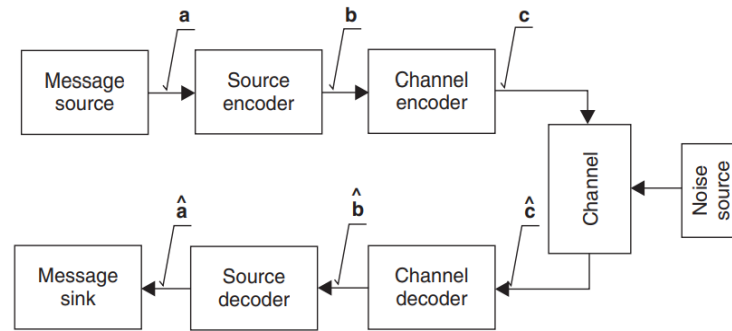 a
b
c
Message
source
Source
encoder
Channel
encoder
Channel
Noise
source
â
b̂
ĉ
Message
sink
Source
decoder
Channel
decoder